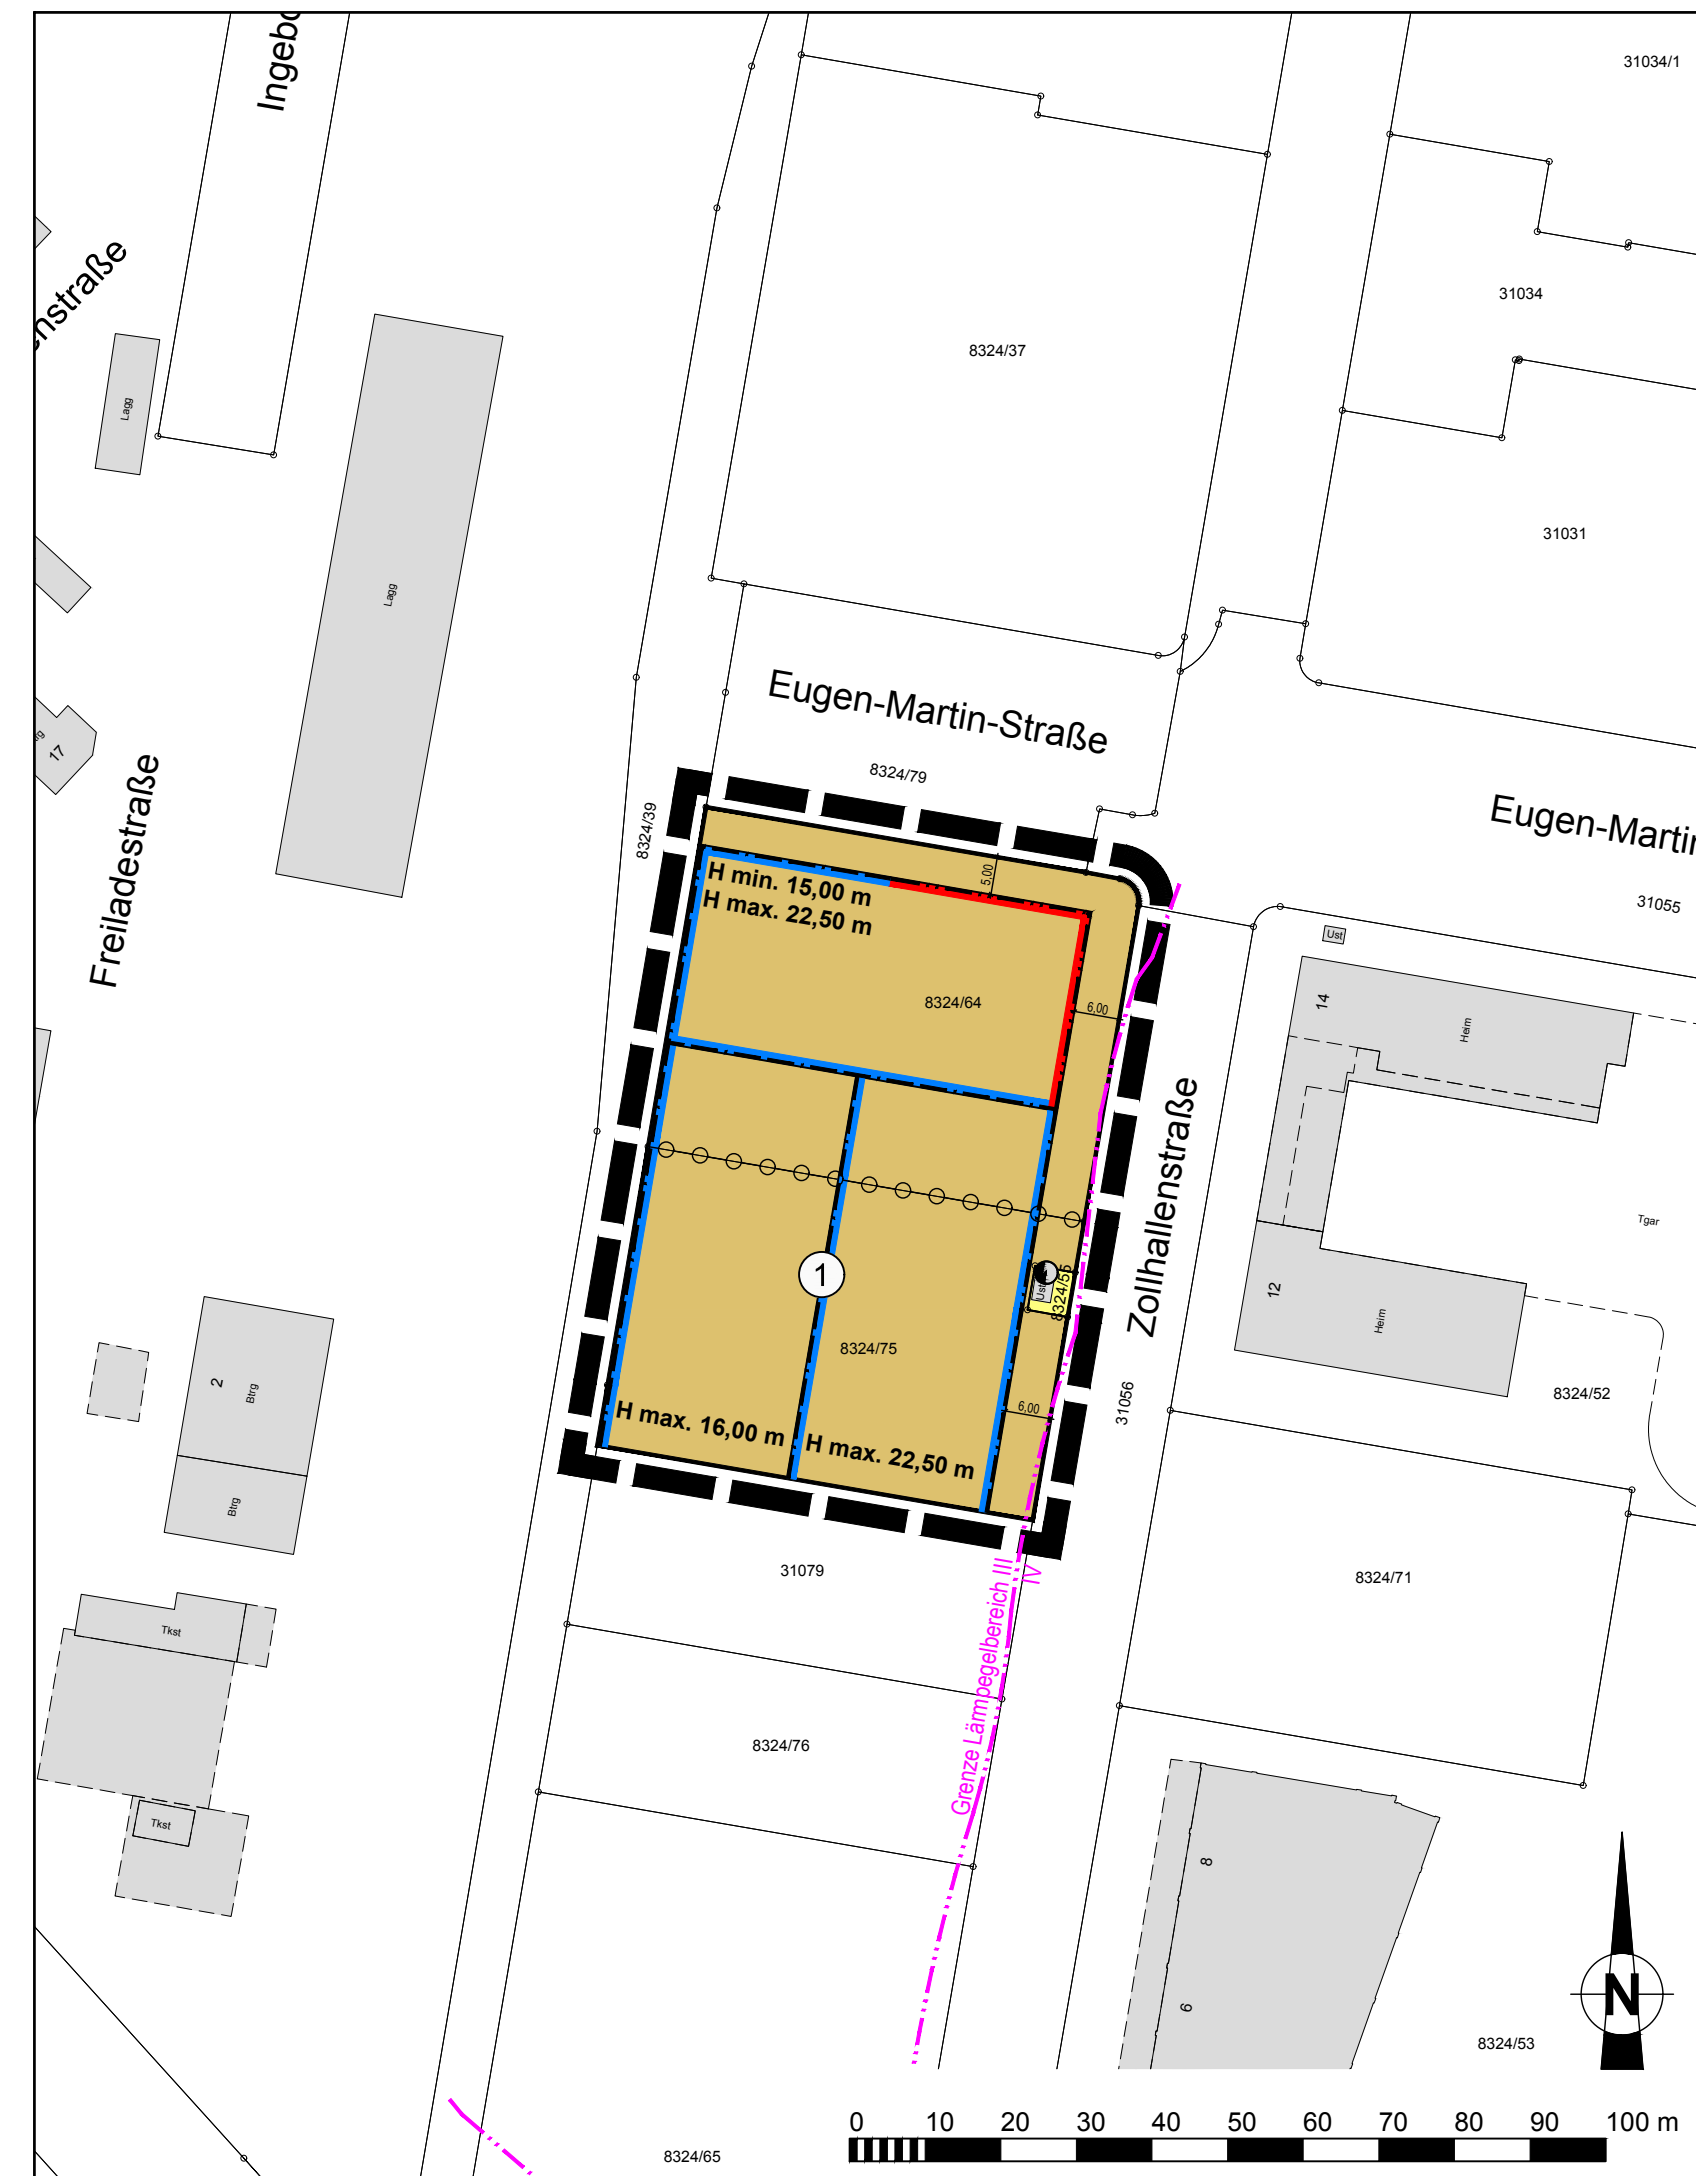 Ingebo
31034/1
nstraße
31034
8324/37
Lagg
31031
Lagg
Eugen-Martin-Straße
17
8324/79
Freiladestraße
8324/39
Eugen-Martin
5,00
H min. 15,00 m
H max. 22,50 m
31055
Ust
8324/64
14
6,00
Heim
Zollhallenstraße
Tgar
1
Ust
8324/55
12
Heim
8324/75
2
Btrg
8324/52
31056
6,00
H max. 16,00 m
H max. 22,50 m
Btrg
31079
IV
8324/71
Grenze Lärmpegelbereich III
Tkst
8324/76
Tkst
8
N
6
8324/53
0 10 20 30 40 50 60 70 80 90 100 m
8324/65